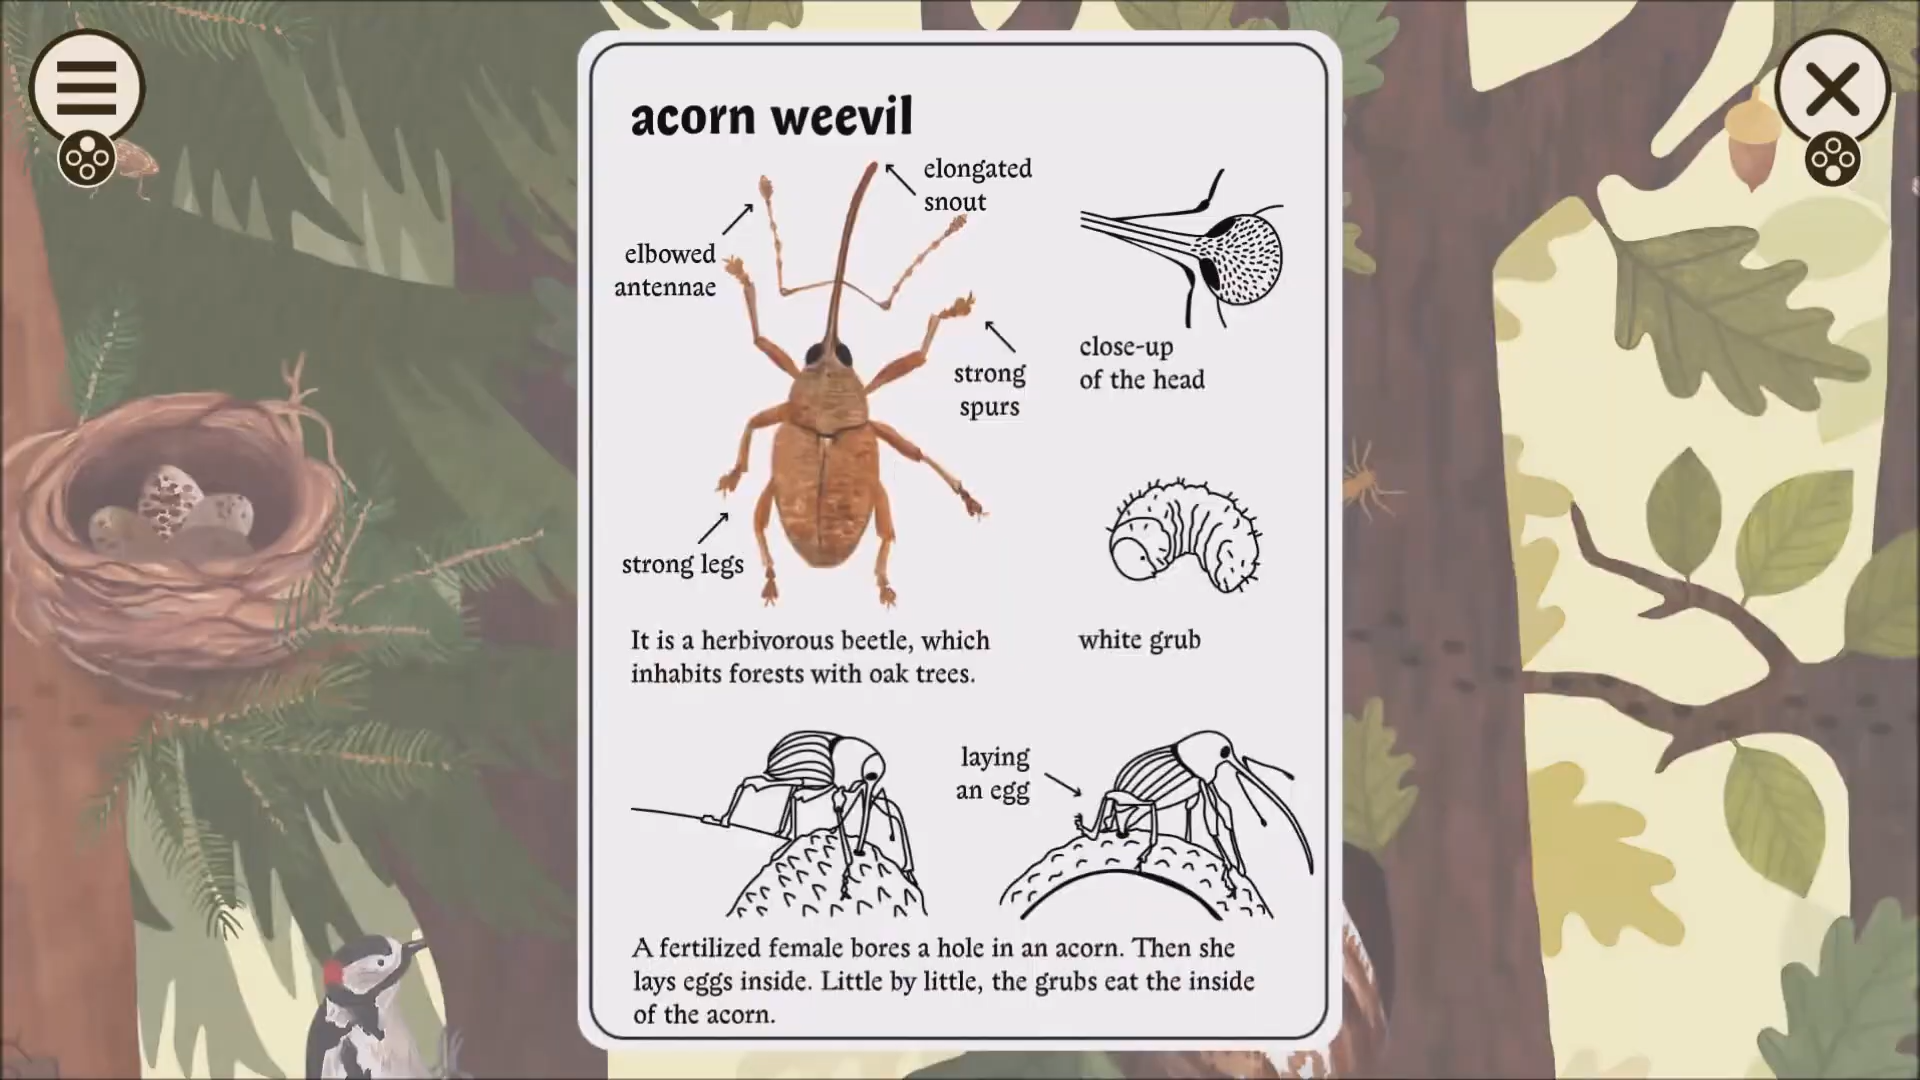 acorn weevil
elongated
snout
elbowed
antennae
strong
spurs
close-up
of the head
strong legs
It is a herbivorous beetle, which
inhabits forests with oak trees.
white grub
laying
an egg
A fertilized female bores a hole in an acorn. Then she
lays eggs inside. Little by little, the grubs eat the inside
of the acorn.